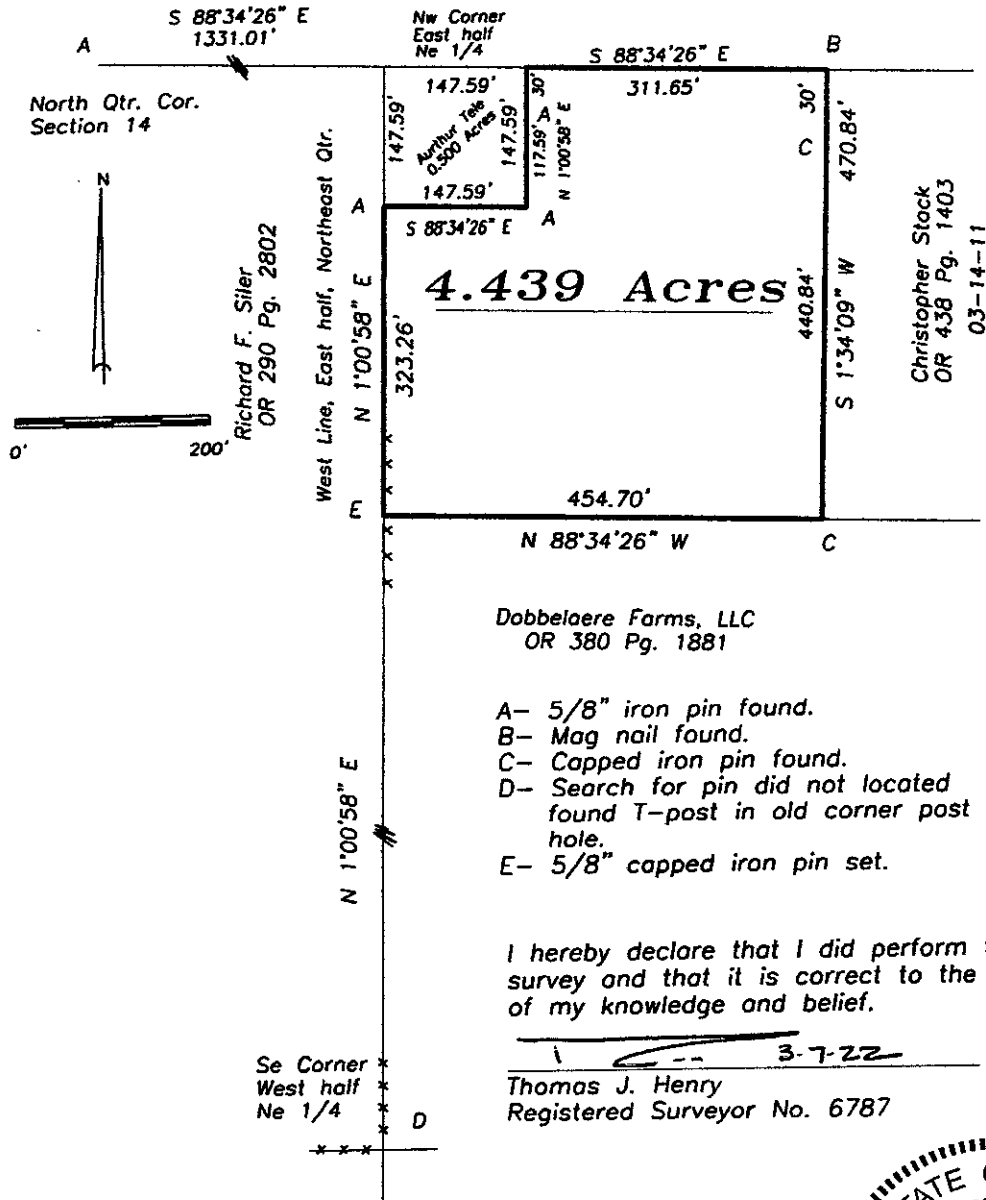 S 88°34'26" E
1331.01'
A
Nw Corner
East half
Ne 1/4
S 88°34'26" E
B
North Qtr. Cor.
Section 14
147.59'
30'
311.65'
30'
147.59'
Aurthur Tele
0.500 Acres
147.59'
A
117.59'
N 1°00'58" E
C
470.84'
147.59'
A
S 88°34'26" E
A
N
4.439 Acres
440.84'
S 1°34'09" W
Christopher Stack
OR 438 Pg. 1403
03-14-11
Richard F. Siler
OR 290 Pg. 2802
West Line, East half, Northeast Qtr.
N 1°00'58" E
323.26'
0'
200'
E
454.70'
N 88°34'26" W
C
Dobbelaere Farms, LLC
OR 380 Pg. 1881
A- 5/8" iron pin found.
B- Mag nail found.
C- Capped iron pin found.
D- Search for pin did not located
found T-post in old corner post
hole.
E- 5/8" capped iron pin set.
N 1°00'58" E
I hereby declare that I did perform
survey and that it is correct to the
of my knowledge and belief.
3-7-22
Thomas J. Henry
Registered Surveyor No. 6787
Se Corner
West half
Ne 1/4
D